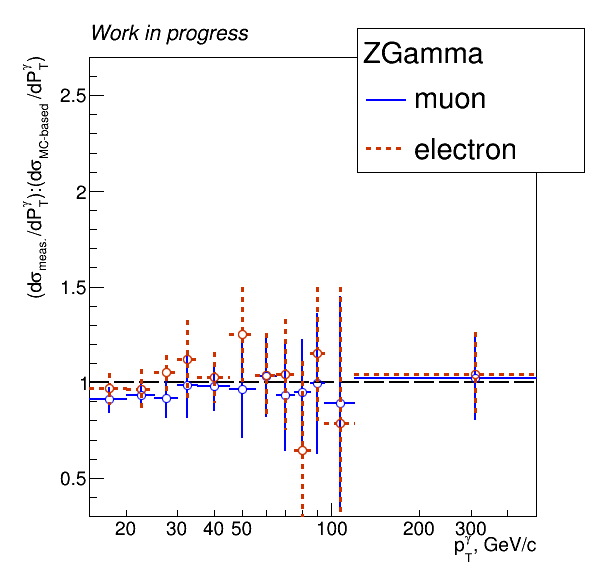 Work in progress
ZGamma
muon
electron
(dσmeas./dPTγ):(dσMC-based/dPTγ)
2.5
2
1.5
1
0.5
20 30 40 50 100 200 300
pTγ, GeV/c